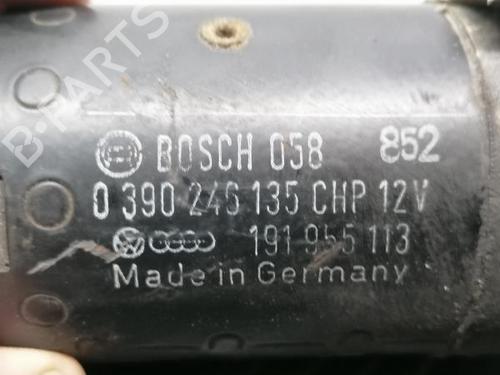 B-PARTS
BOSCH 058 852
0 390 246 135 CHP 12V
191 955 113
Made in Germany